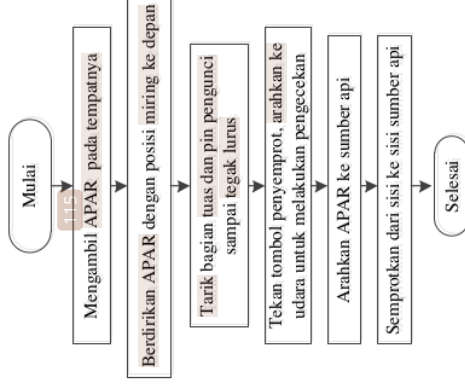 Mulai
115
Mengambil APAR pada tempatnya
Berdirikan APAR dengan posisi miring ke depan
Tarik bagian tuas dan pin pengunci
sampai tegak lurus
Tekan tombol penyemprot, arahkan ke
udara untuk melakukan pengecekan
Arahkan APAR ke sumber api
Semprotkan dari sisi ke sisi sumber api
Selesai